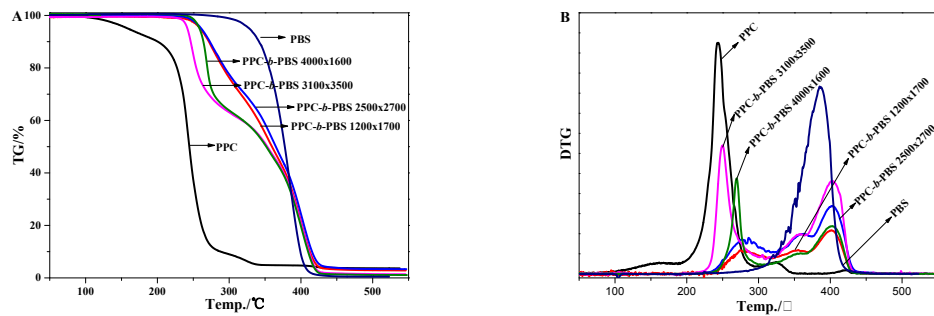 A
TG/%
100
80
60
40
20
0
100
200
300
400
500
Temp./℃
PBS
PPC-b-PBS 4000x1600
PPC-b-PBS 3100x3500
PPC-b-PBS 2500x2700
PPC-b-PBS 1200x1700
PPC
B
DTG
50
100
200
300
400
500
Temp./□
PPC
PPC-b-PBS 3100x3500
PPC-b-PBS 4000x1600
PPC-b-PBS 1200x1700
PPC-b-PBS 2500x2700
PBS